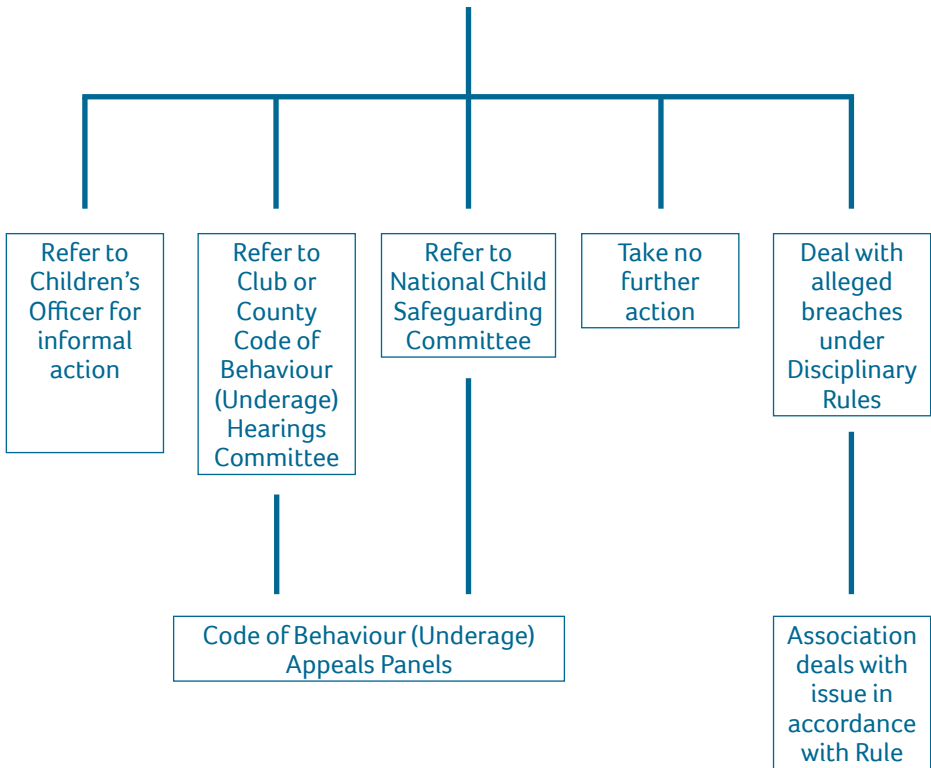 Refer to
Children's
Officer for
informal
action
Refer to
Club or
County
Code of
Behaviour
(Underage)
Hearings
Committee
Refer to
National Child
Safeguarding
Committee
Take no
further
action
Deal with
alleged
breaches
under
Disciplinary
Rules
Code of Behaviour (Underage)
Appeals Panels
Association
deals with
issue in
accordance
with Rule